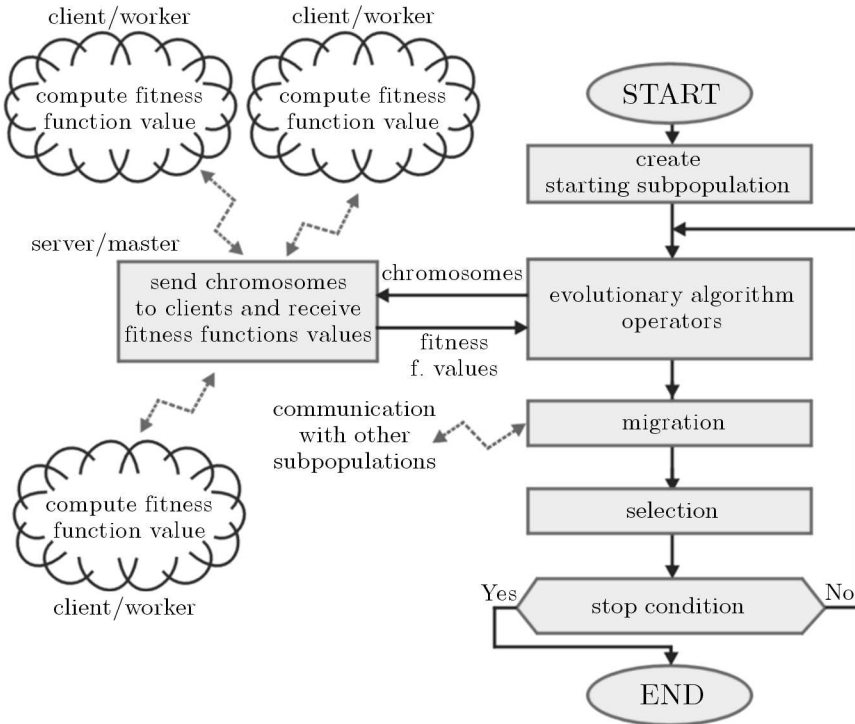 client/worker
compute fitness
function value
client/worker
compute fitness
function value
START
create
starting subpopulation
server/master
send chromosomes
to clients and receive
fitness functions values
chromosomes
fitness
f. values
evolutionary algorithm
operators
communication
with other
subpopulations
migration
compute fitness
function value
client/worker
selection
Yes
stop condition
No
END